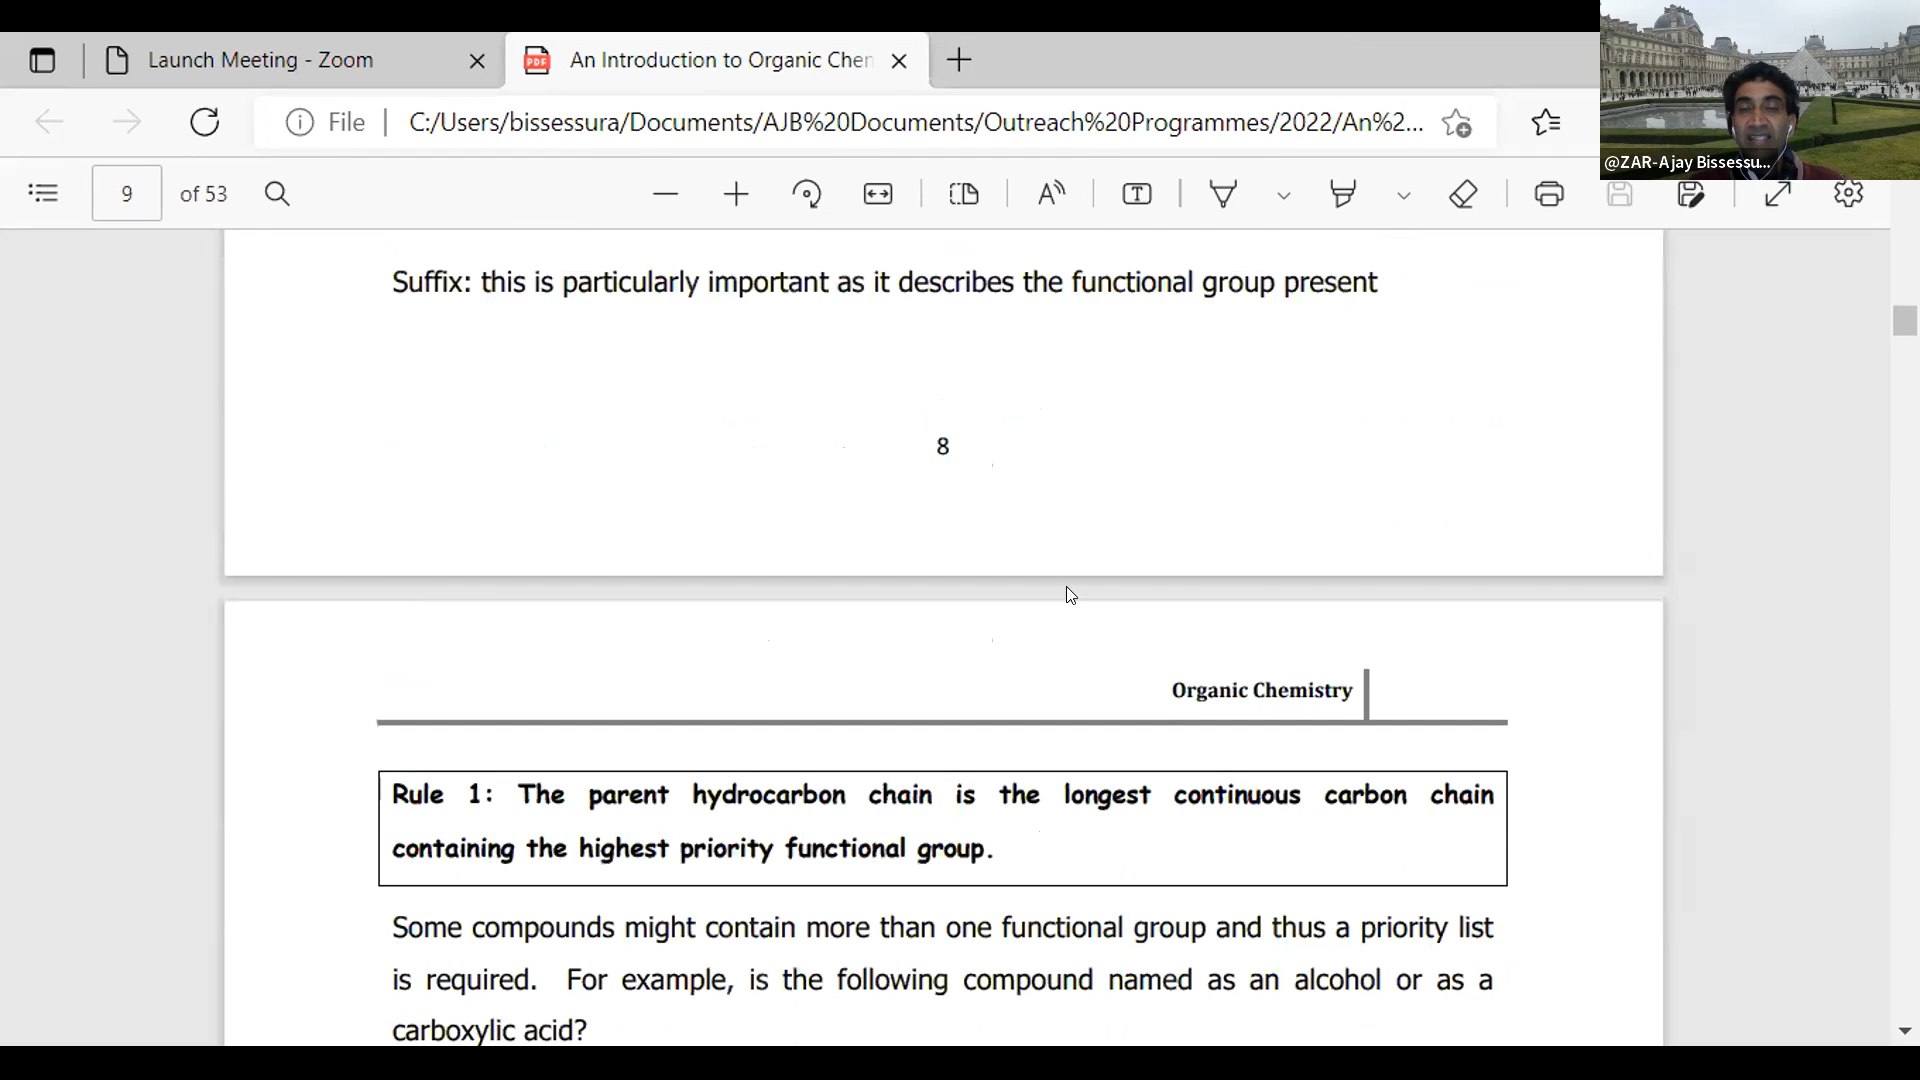 Launch Meeting - Zoom
An Introduction to Organic Chen
File
C:/Users/bissessura/Documents/AJB%20Documents/Outreach%20Programmes/2022/An%2...
@ZAR-Ajay Bissessu...
9 of 53
Suffix: this is particularly important as it describes the functional group present
8
Organic Chemistry
Rule 1: The parent hydrocarbon chain is the longest continuous carbon chain
containing the highest priority functional group.
Some compounds might contain more than one functional group and thus a priority list
is required. For example, is the following compound named as an alcohol or as a
carboxylic acid?